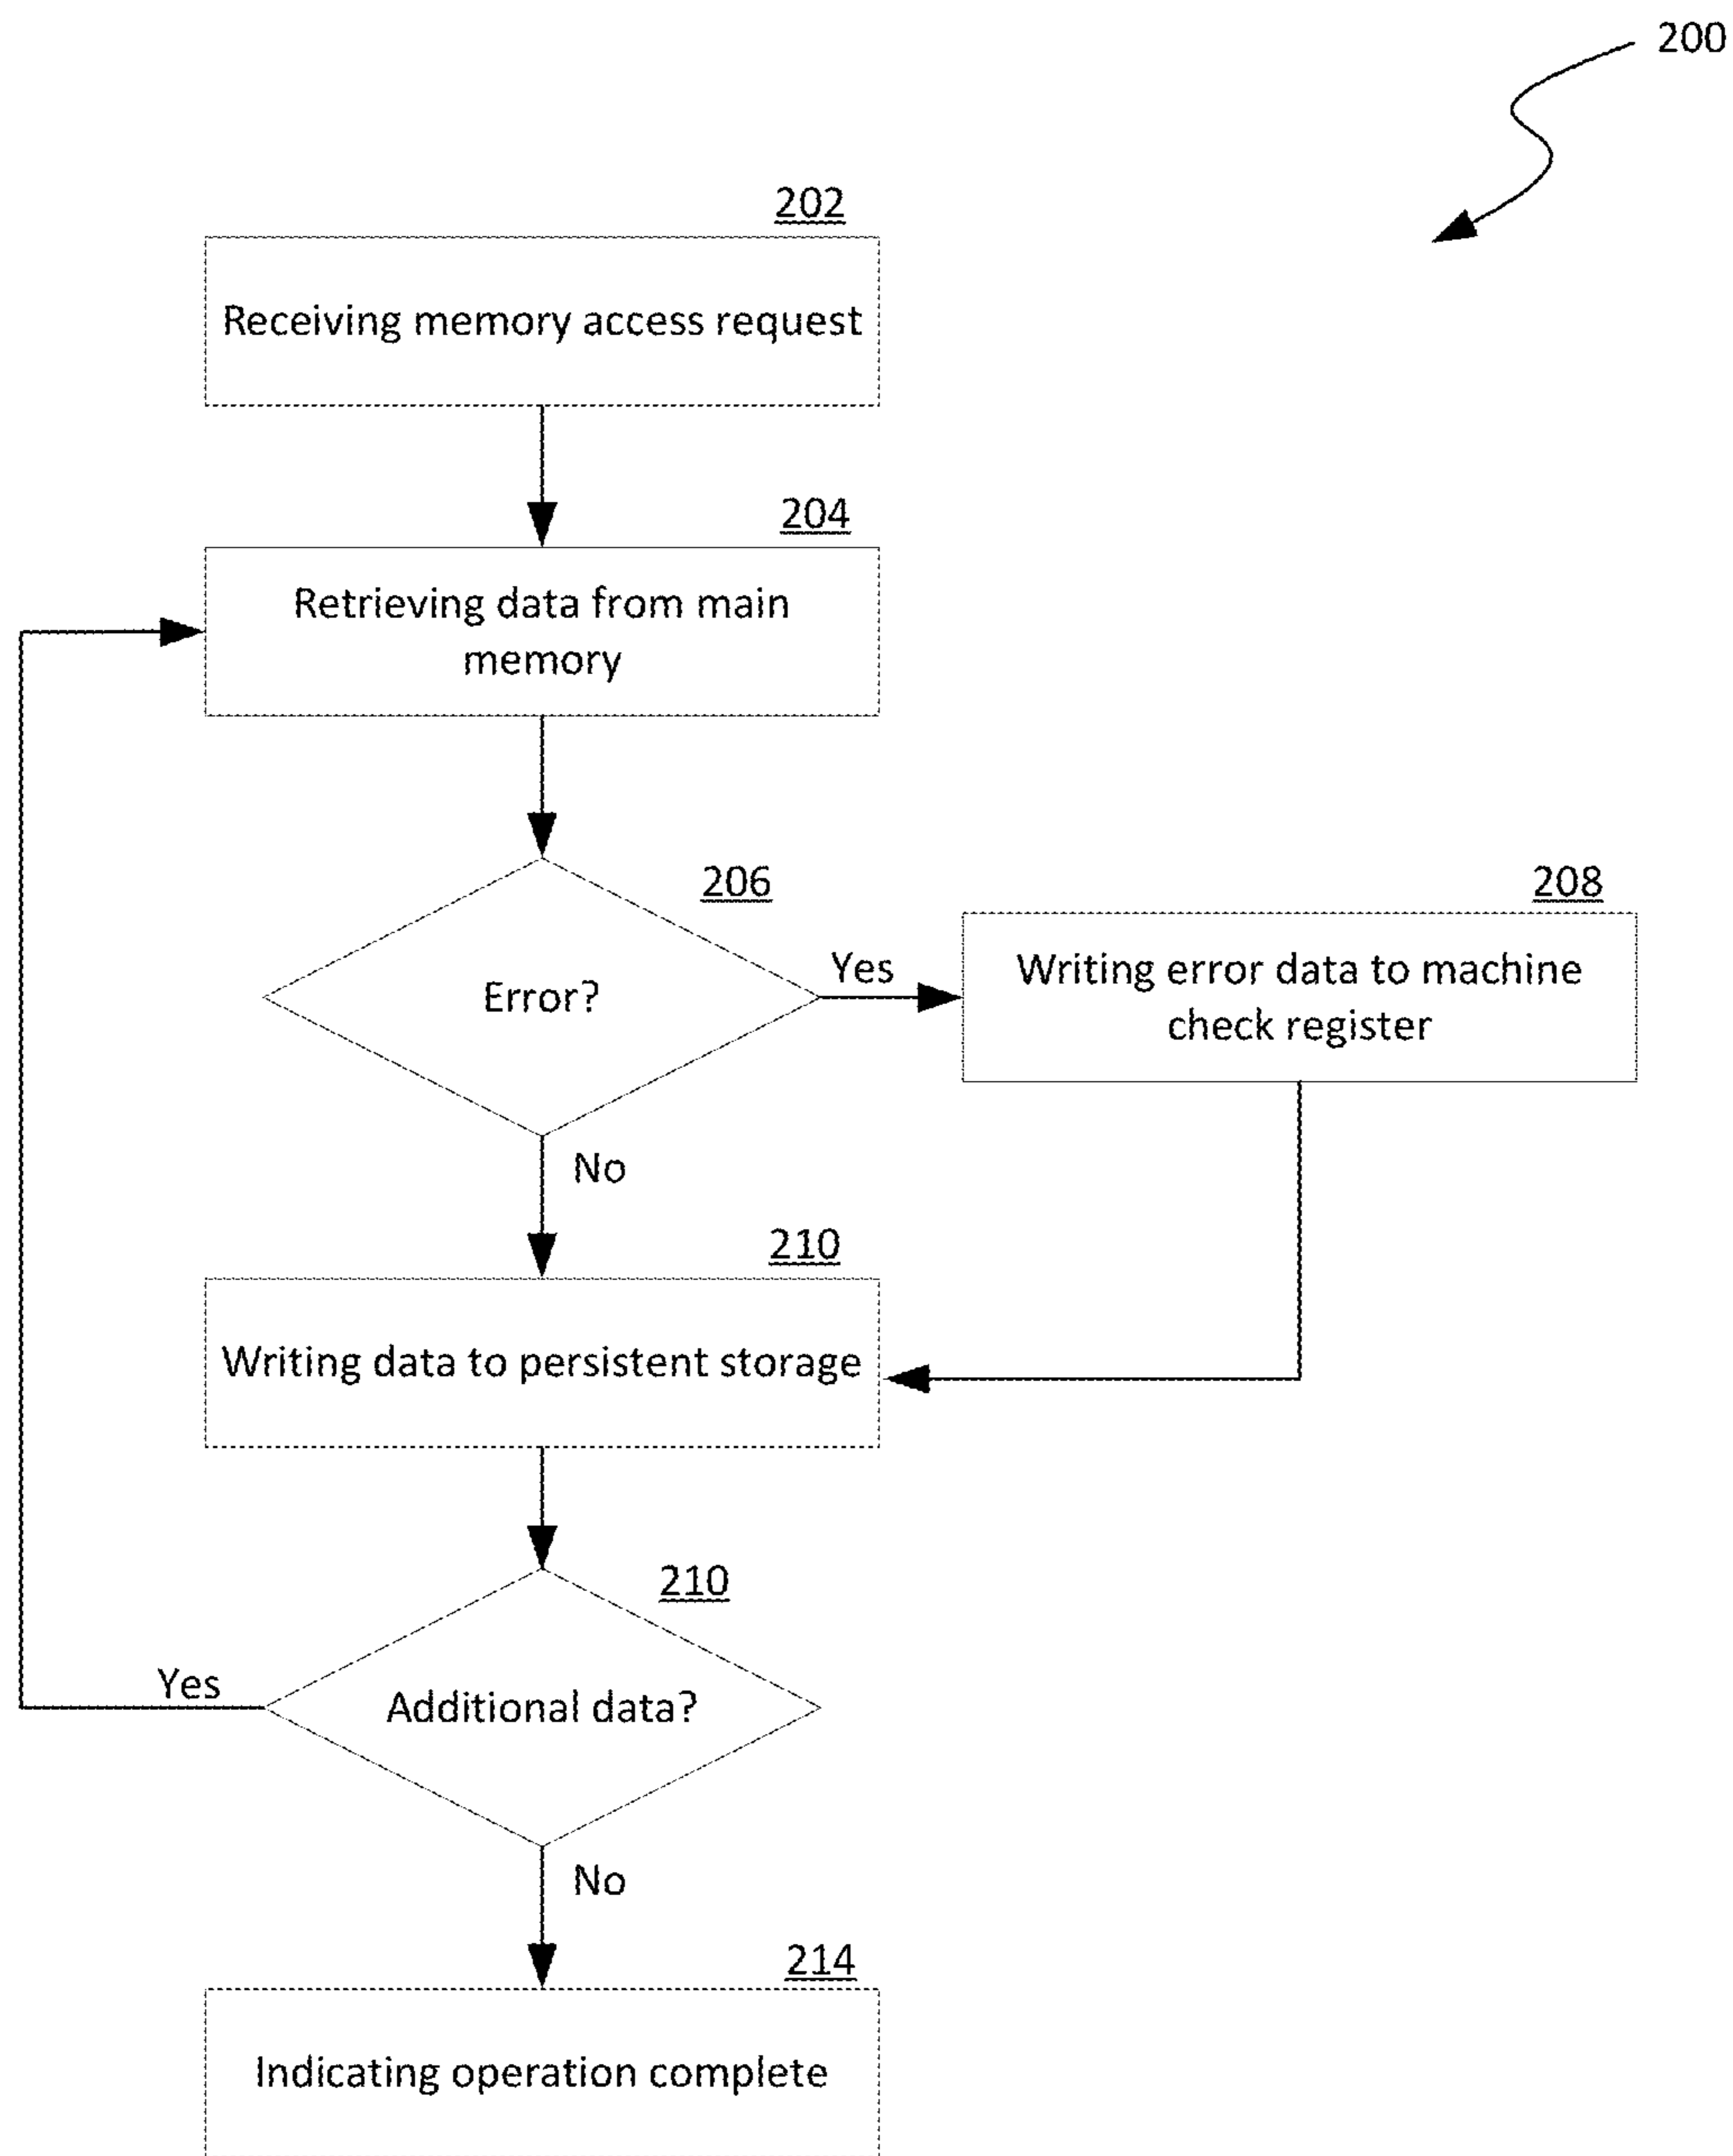 200
202
Receiving memory access request
204
Retrieving data from main
memory
206
Error?
Yes
208
Writing error data to machine
check register
No
210
Writing data to persistent storage
210
Additional data?
Yes
No
214
Indicating operation complete